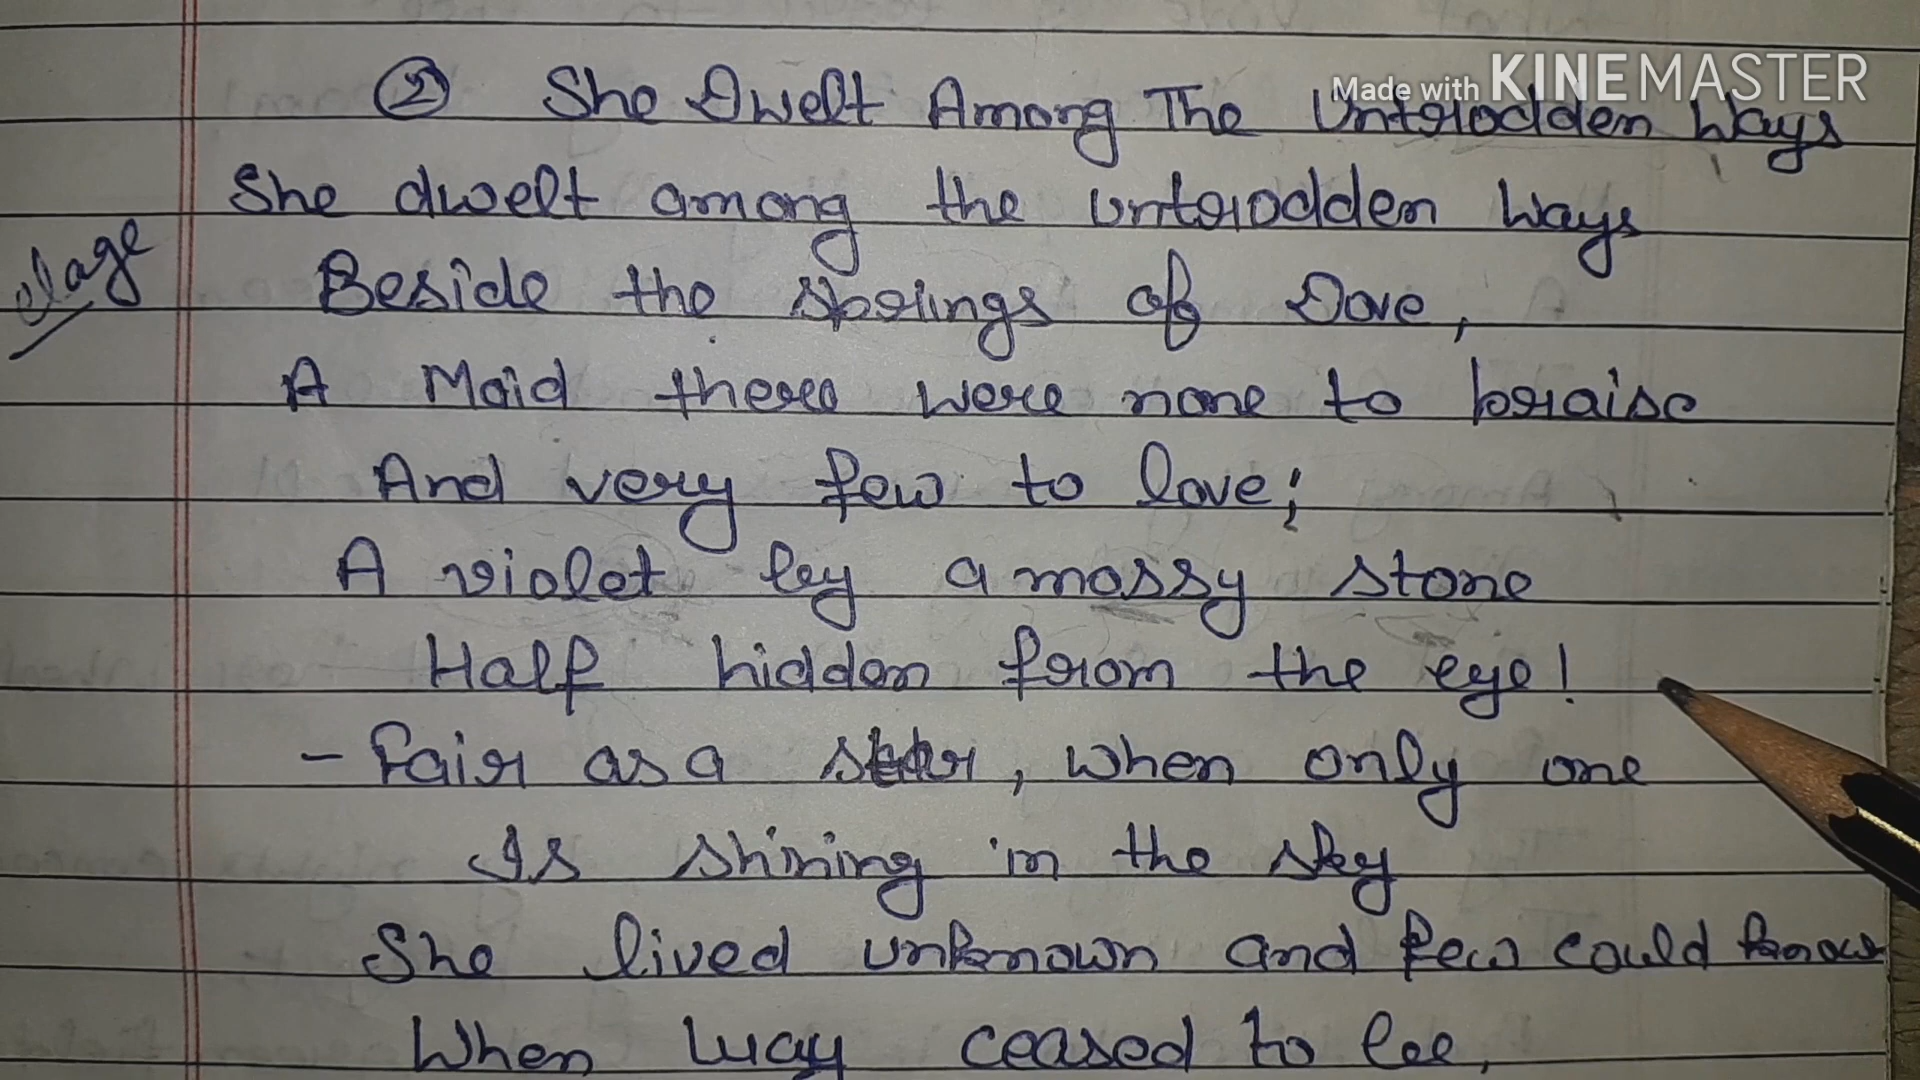 Made with KINEMASTER
② She Dwelt Among The Untrodden Ways
She dwelt among the untrodden ways
Beside the springs of Dove,
A Maid there were none to praise
And very few to love;
A violet by a mossy stone
Half hidden from the eye!
- Fair as a star, when only one
Is shining in the sky
She lived unknown and few could know
When Lucy ceased to be,